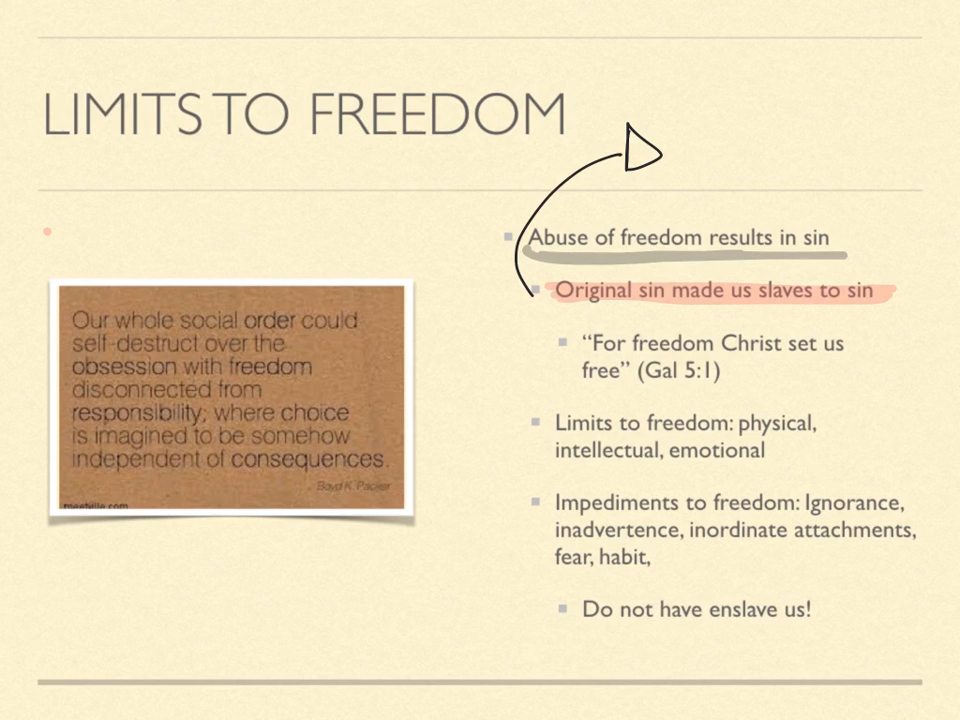 LIMITS TO FREEDOM
Our whole social order could
self-destruct over the
obsession with freedom
disconnected from
responsibility; where choice
is imagined to be somehow
independent of consequences.
Boyd K. Packer
meetville.com
Abuse of freedom results in sin
Original sin made us slaves to sin
“For freedom Christ set us
free” (Gal 5:1)
Limits to freedom: physical,
intellectual, emotional
Impediments to freedom: Ignorance,
inadvertence, inordinate attachments,
fear, habit,
Do not have enslave us!